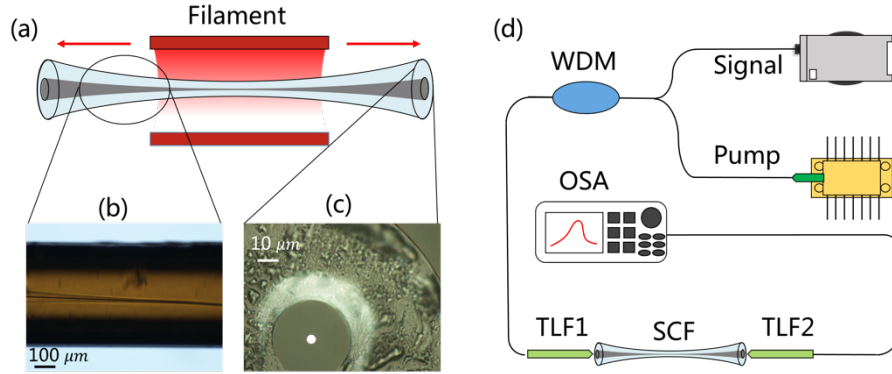 (a)
Filament
(b)
100 μm
(c)
10 μm
(d)
WDM
Signal
Pump
OSA
TLF1
SCF
TLF2